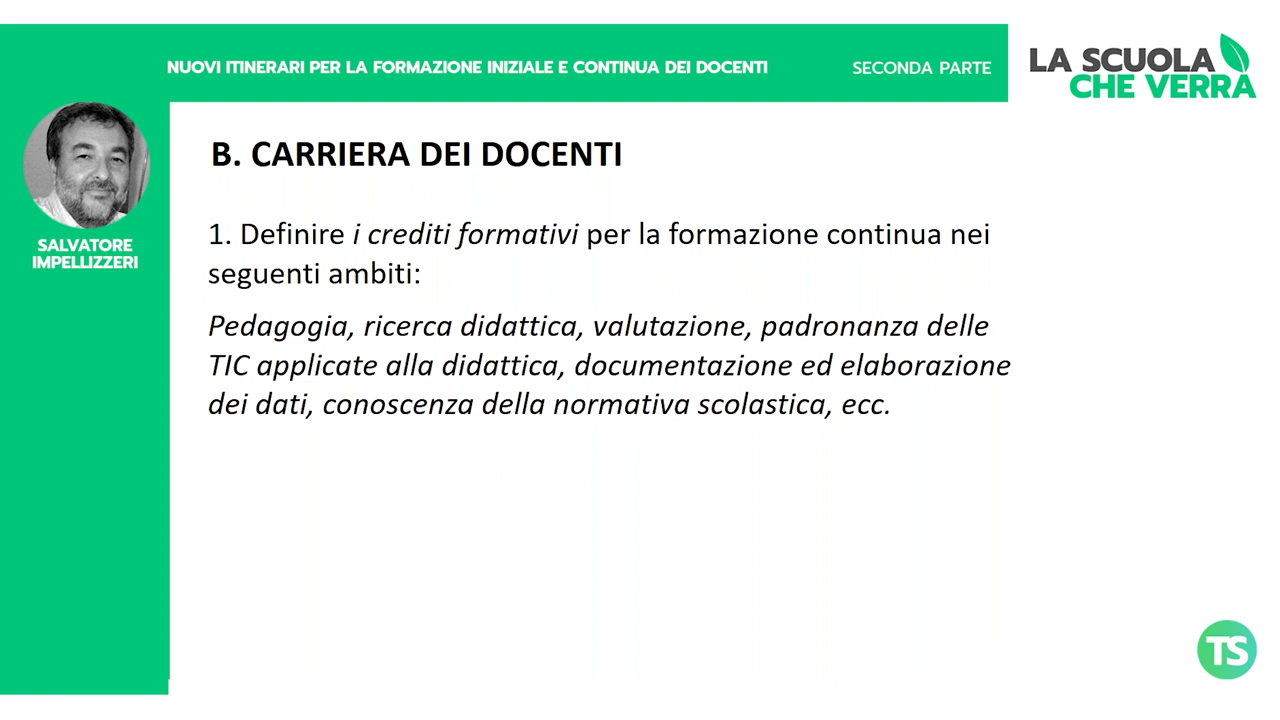 NUOVI ITINERARI PER LA FORMAZIONE INIZIALE E CONTINUA DEI DOCENTI
SECONDA PARTE
LA SCUOLA
CHE VERRÀ
SALVATORE
IMPELLIZZERI
B. CARRIERA DEI DOCENTI
1. Definire i crediti formativi per la formazione continua nei
seguenti ambiti:
Pedagogia, ricerca didattica, valutazione, padronanza delle
TIC applicate alla didattica, documentazione ed elaborazione
dei dati, conoscenza della normativa scolastica, ecc.
TS